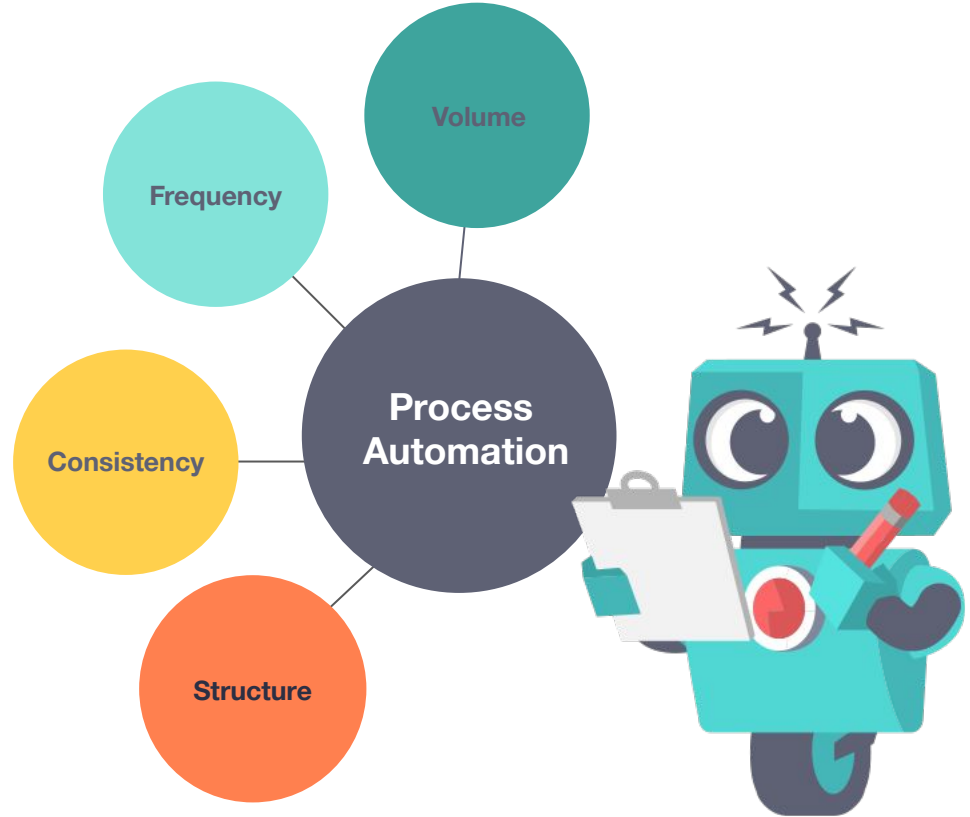 Volume
Frequency
Process
Automation
Consistency
Structure